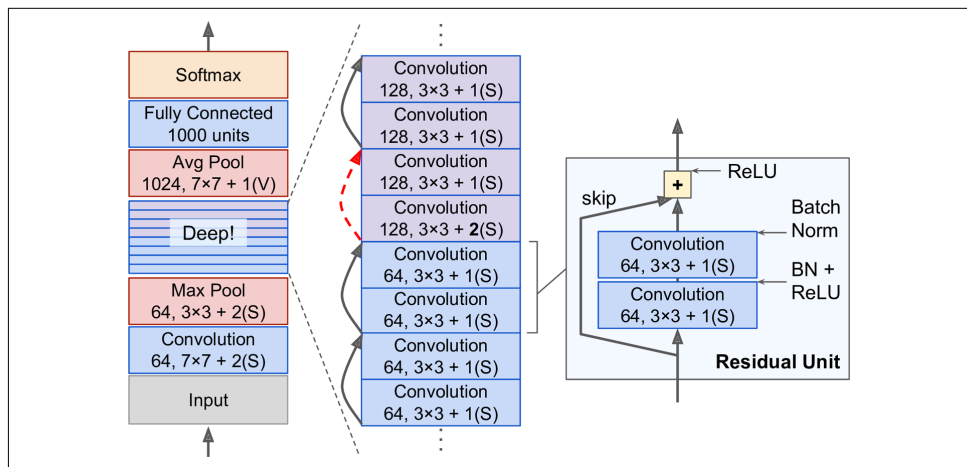 Softmax
Fully Connected
1000 units
Avg Pool
1024, 7×7 + 1(V)
Deep!
Max Pool
64, 3×3 + 2(S)
Convolution
64, 7×7 + 2(S)
Input
Convolution
128, 3×3 + 1(S)
Convolution
128, 3×3 + 1(S)
Convolution
128, 3×3 + 1(S)
Convolution
128, 3×3 + 2(S)
Convolution
64, 3×3 + 1(S)
Convolution
64, 3×3 + 1(S)
Convolution
64, 3×3 + 1(S)
Convolution
64, 3×3 + 1(S)
+
ReLU
skip
Batch
Norm
Convolution
64, 3×3 + 1(S)
BN +
ReLU
Convolution
64, 3×3 + 1(S)
Residual Unit